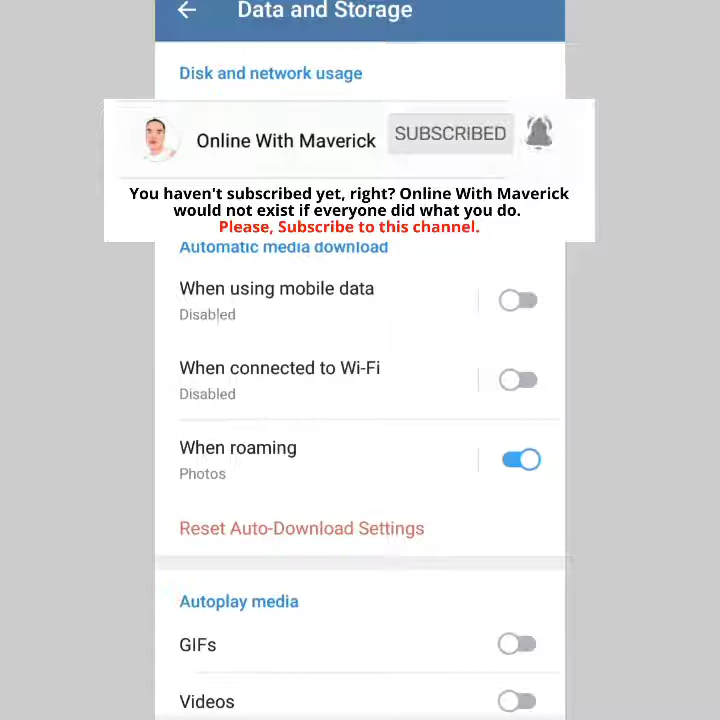 Data and Storage
Disk and network usage
Online With Maverick
SUBSCRIBED
You haven't subscribed yet, right? Online With Maverick
would not exist if everyone did what you do.
Please, Subscribe to this channel.
Automatic media download
When using mobile data
Disabled
When connected to Wi-Fi
Disabled
When roaming
Photos
Reset Auto-Download Settings
Autoplay media
GIFs
Videos